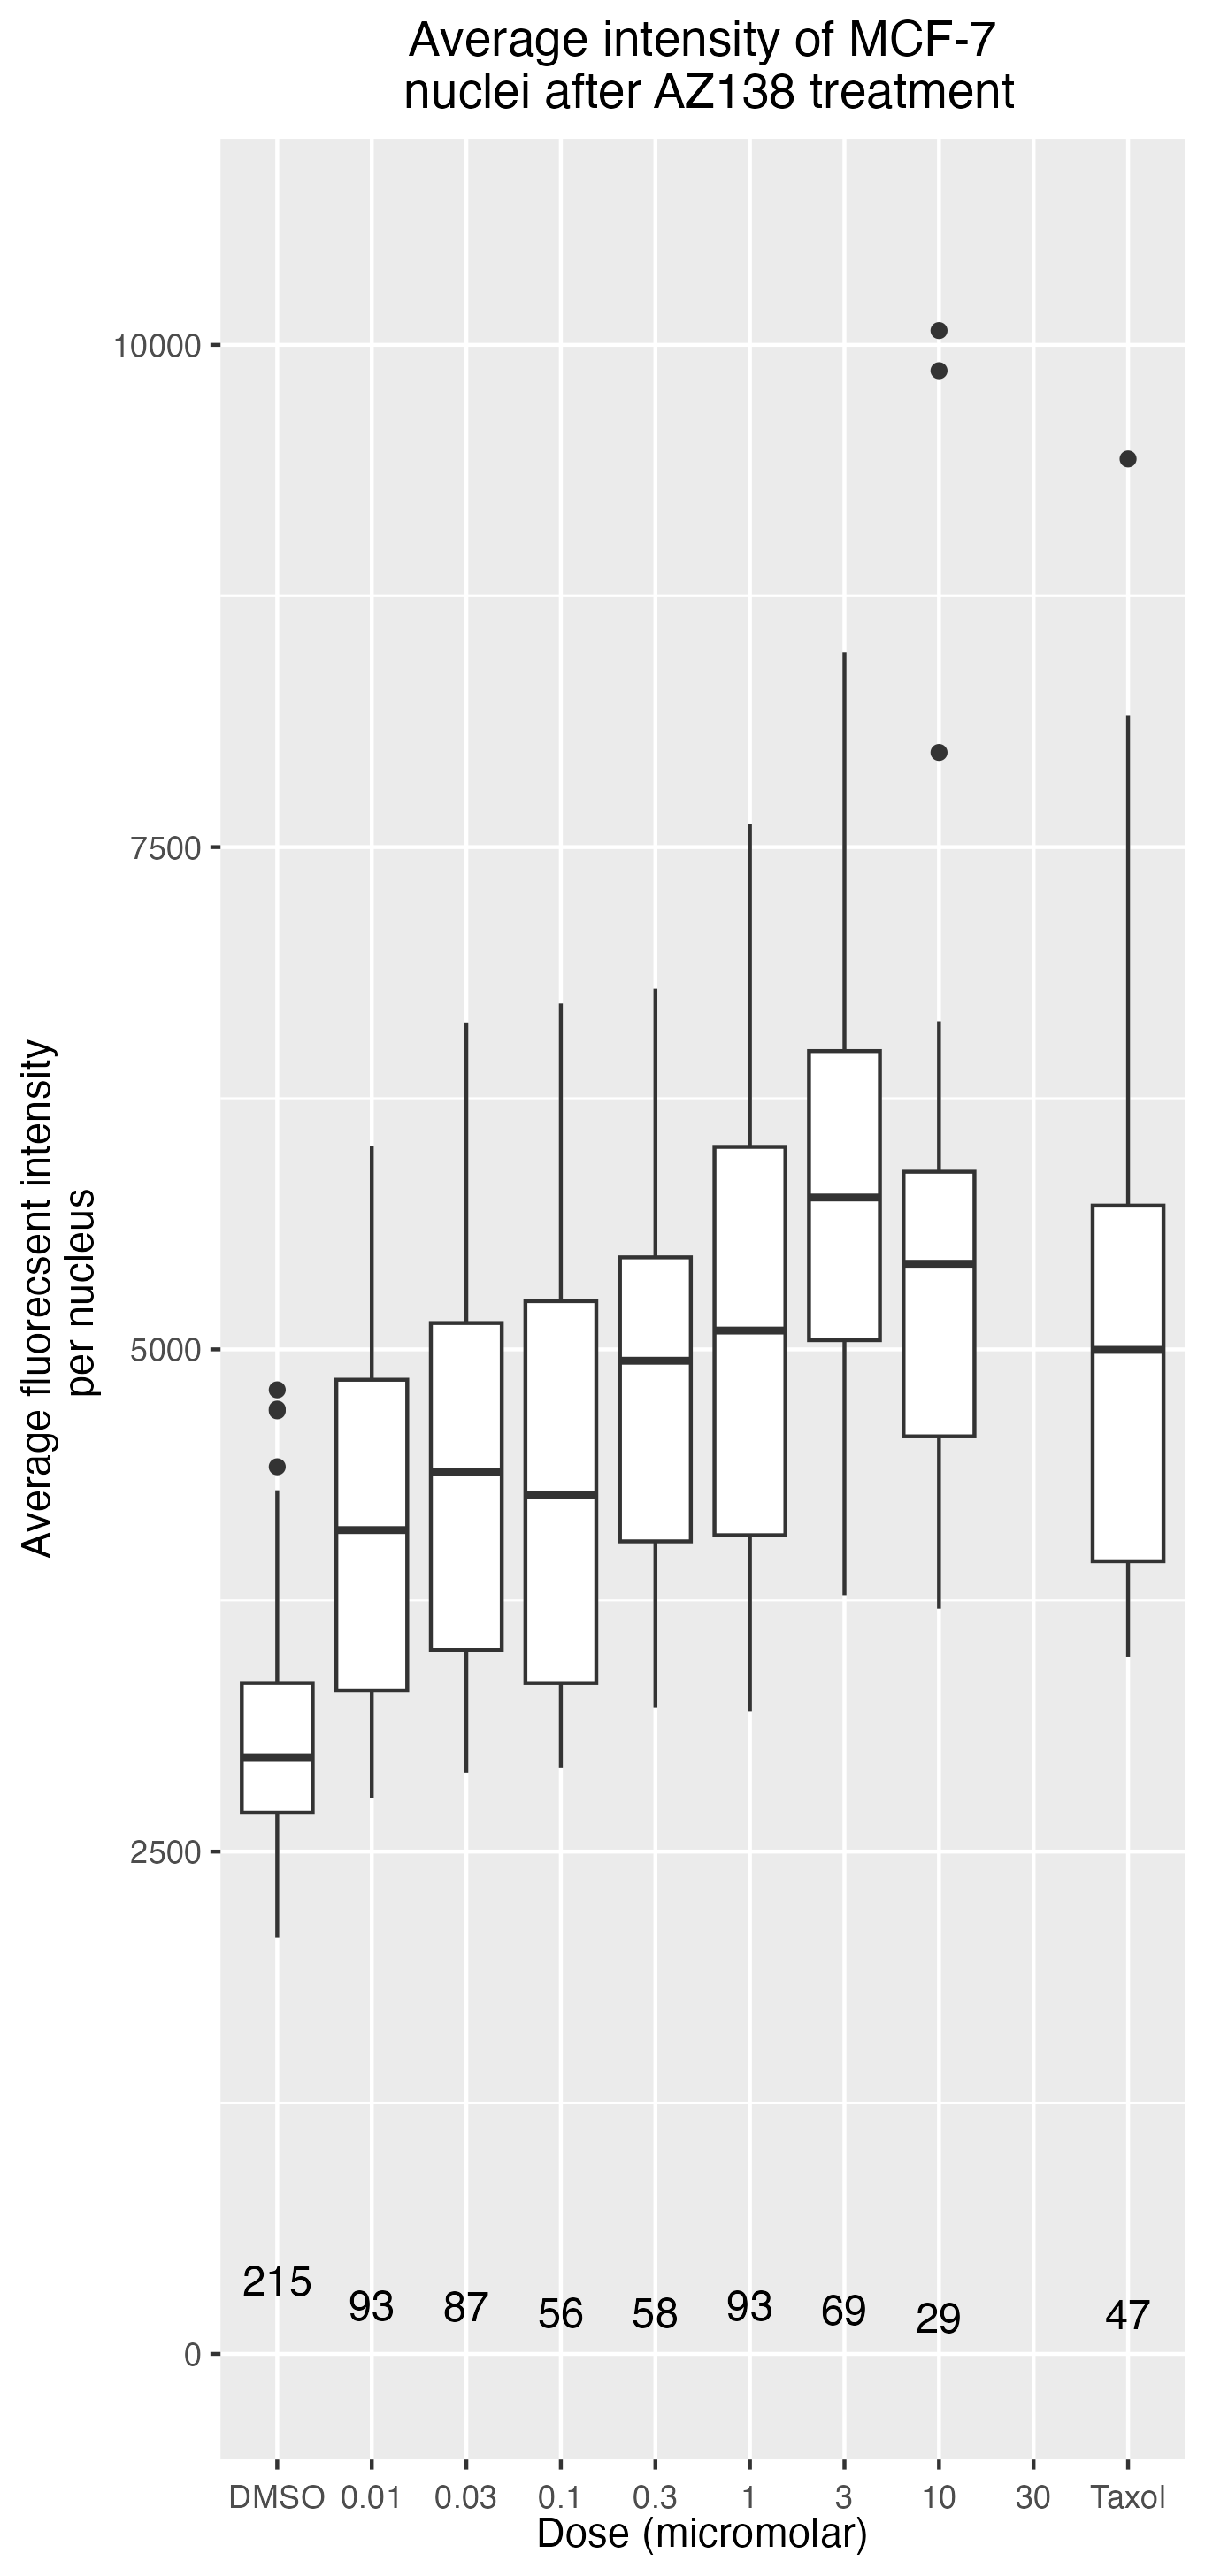 Average intensity of MCF-7
nuclei after AZ138 treatment
Average fluorecsent intensity
per nucleus
10000
7500
5000
2500
0
215 93 87 56 58 93 69 29 47
DMSO 0.01 0.03 0.1 0.3 1 3 10 30 Taxol
Dose (micromolar)